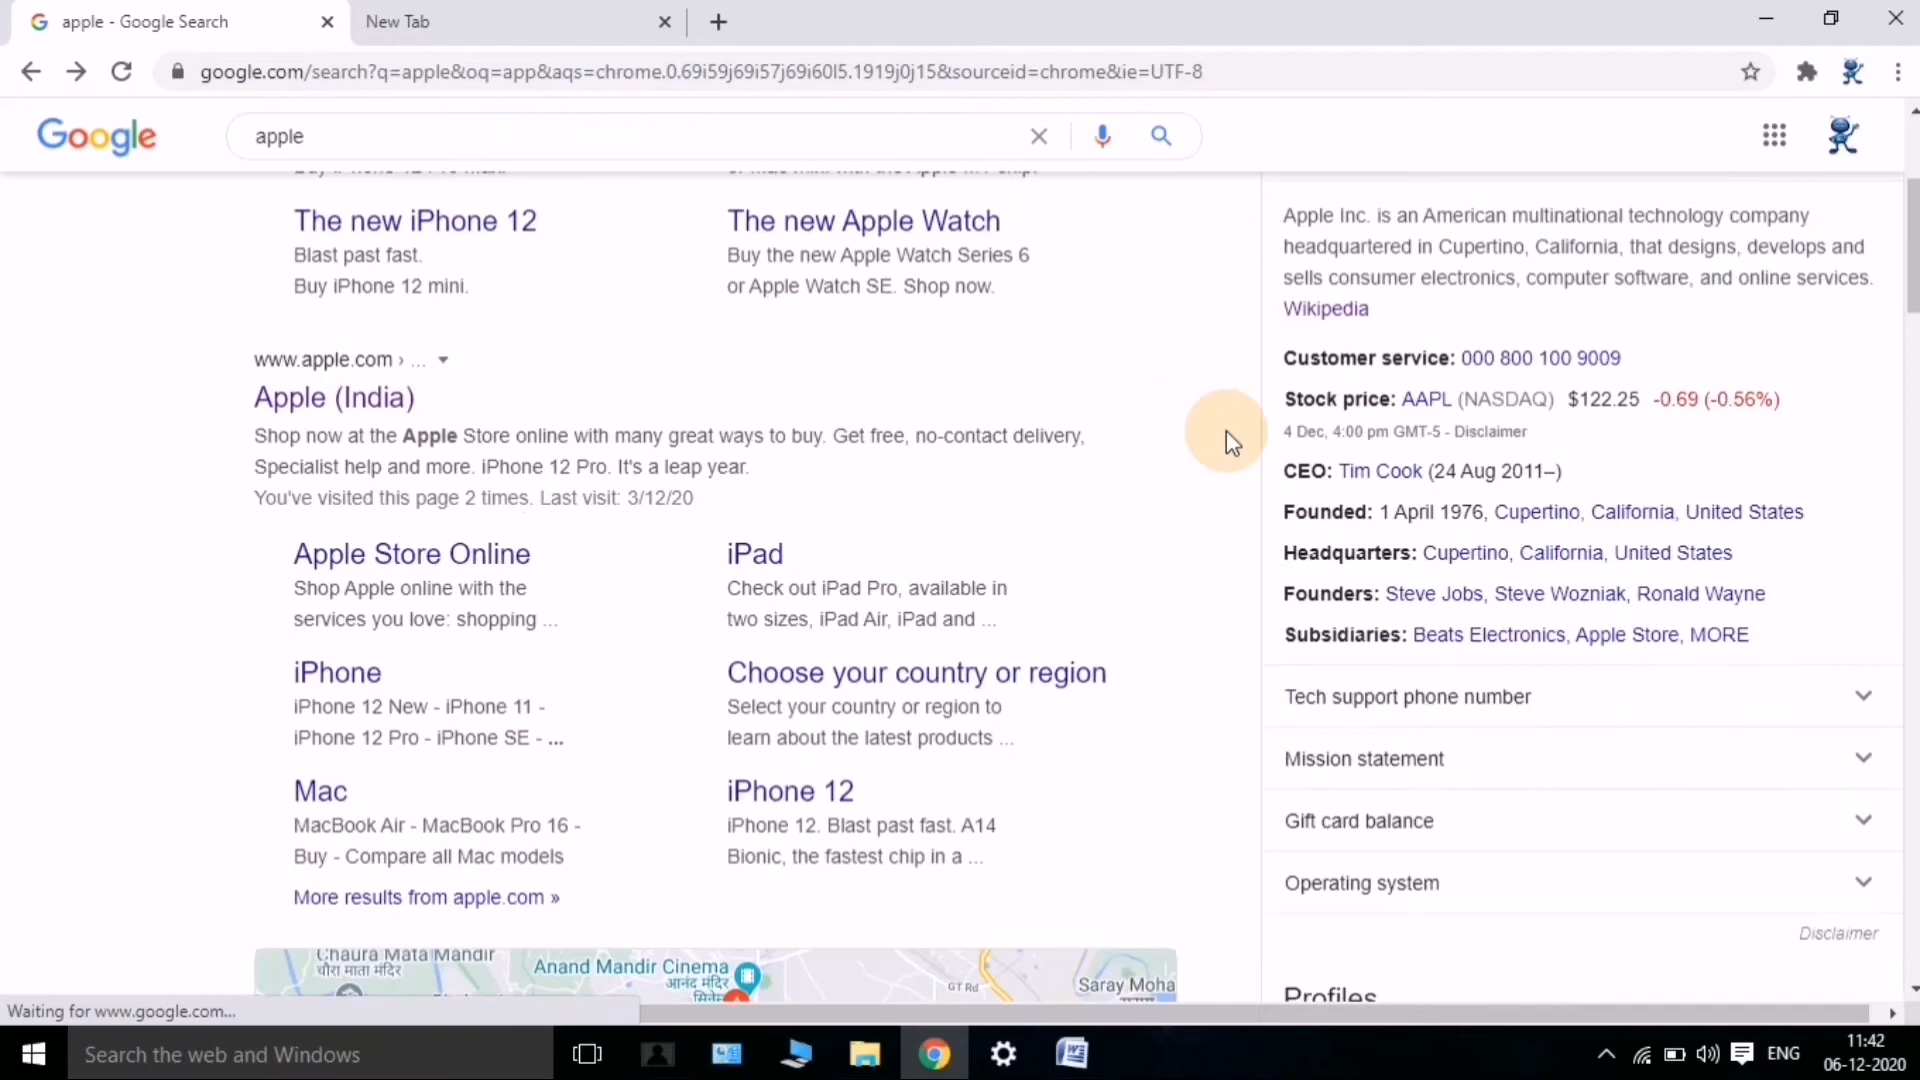 apple - Google Search
New Tab
google.com/search?q=apple&oq=app&aqs=chrome.0.69i59j69i57j69i60l5.1919j0j15&sourceid=chrome&ie=UTF-8
Google
apple
The new iPhone 12
Blast past fast.
Buy iPhone 12 mini.
The new Apple Watch
Buy the new Apple Watch Series 6
or Apple Watch SE. Shop now.
www.apple.com › ...
Apple (India)
Shop now at the Apple Store online with many great ways to buy. Get free, no-contact delivery,
Specialist help and more. iPhone 12 Pro. It's a leap year.
You've visited this page 2 times. Last visit: 3/12/20
Apple Store Online
Shop Apple online with the
services you love: shopping ...
iPad
Check out iPad Pro, available in
two sizes, iPad Air, iPad and ...
iPhone
iPhone 12 New - iPhone 11 -
iPhone 12 Pro - iPhone SE - ...
Choose your country or region
Select your country or region to
learn about the latest products ...
Mac
MacBook Air - MacBook Pro 16 -
Buy - Compare all Mac models
iPhone 12
iPhone 12. Blast past fast. A14
Bionic, the fastest chip in a ...
More results from apple.com »
Chaura Mata Mandir
चौरा माता मंदिर
Anand Mandir Cinema
आनंद मंदिर
GT Rd
Saray Moha
Apple Inc. is an American multinational technology company
headquartered in Cupertino, California, that designs, develops and
sells consumer electronics, computer software, and online services.
Wikipedia
Customer service: 000 800 100 9009
Stock price: AAPL (NASDAQ) $122.25 -0.69 (-0.56%)
4 Dec, 4:00 pm GMT-5 - Disclaimer
CEO: Tim Cook (24 Aug 2011–)
Founded: 1 April 1976, Cupertino, California, United States
Headquarters: Cupertino, California, United States
Founders: Steve Jobs, Steve Wozniak, Ronald Wayne
Subsidiaries: Beats Electronics, Apple Store, MORE
Tech support phone number
Mission statement
Gift card balance
Operating system
Disclaimer
Profiles
Waiting for www.google.com...
Search the web and Windows
ENG
11:42
06-12-2020